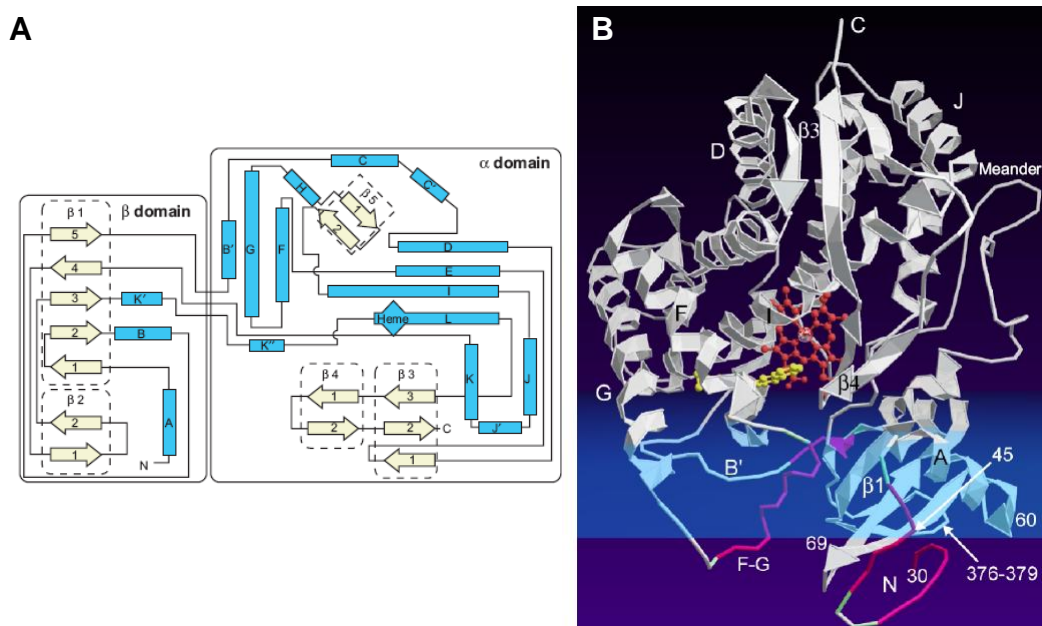 A
β domain
α domain
β 1
5
4
3
2
1
β 2
2
1
N
K'
B
A
B'
G
F
H
C
C'
β 5
1
2
D
E
I
Heme
L
K"
K
J
J'
β 4
1
2
β 3
3
2
C
1
B
C
J
β3
D
Meander
F
I
G
β4
B'
A
45
β1
60
69
F-G
N
30
376-379